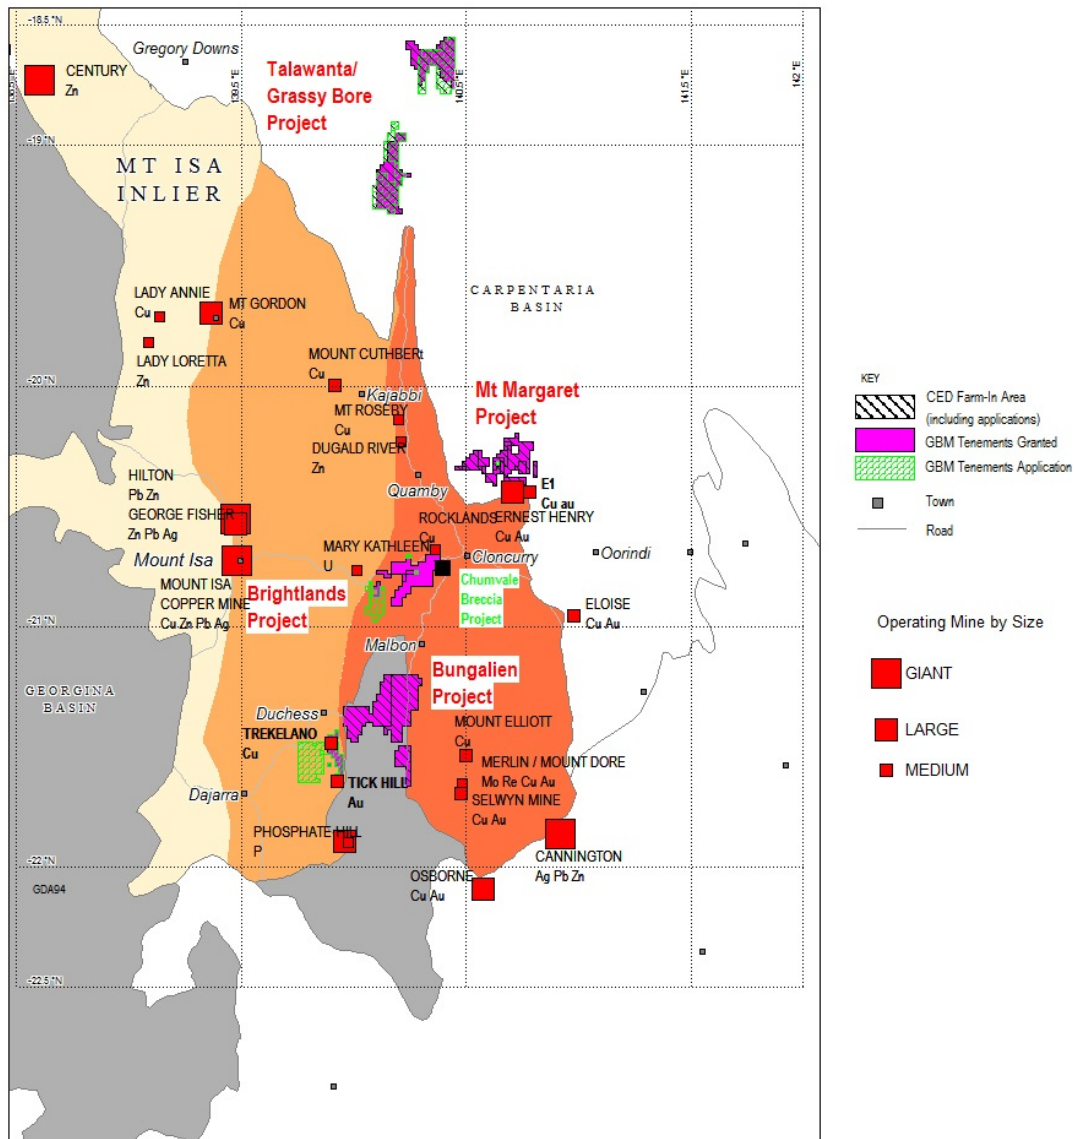 -18.5 °N
Gregory Downs
CENTURY
Zn
139.5 °E
140.5 °E
141.5 °E
142 °E
Talawanta/
Grassy Bore
Project
-19 °N
MT ISA
INLIER
CARPENTARIA
BASIN
LADY ANNIE
Cu
MT GORDON
Cu
LADY LORETTA
Zn
MOUNT CUTHBERt
Cu
-20 °N
Kajabbi
MT ROSEBY
Cu
DUGALD RIVER
Zn
Mt Margaret
Project
HILTON
Pb Zn
GEORGE FISHER
Zn Pb Ag
Quamby
E1
Cu au
ROCKLANDS
Cu
ERNEST HENRY
Cu Au
Mount Isa
MARY KATHLEEN
U
Cloncurry
Oorindi
MOUNT ISA
COPPER MINE
Cu Zn Pb Ag
Brightlands
Project
Chumvale
Breccia
Project
ELOISE
Cu Au
-21 °N
Malbon
GEORGINA
BASIN
Bungalien
Project
Duchess
TREKELANO
Cu
MOUNT ELLIOTT
Cu
MERLIN / MOUNT DORE
Mo Re Cu Au
SELWYN MINE
Cu Au
Dajarra
TICK HILL
Au
PHOSPHATE HILL
P
CANNINGTON
Ag Pb Zn
-22 °N
OSBORNE
Cu Au
GDA94
-22.5 °N
KEY
CED Farm-In Area
(including applications)
GBM Tenements Granted
GBM Tenements Application
Town
Road
Operating Mine by Size
GIANT
LARGE
MEDIUM